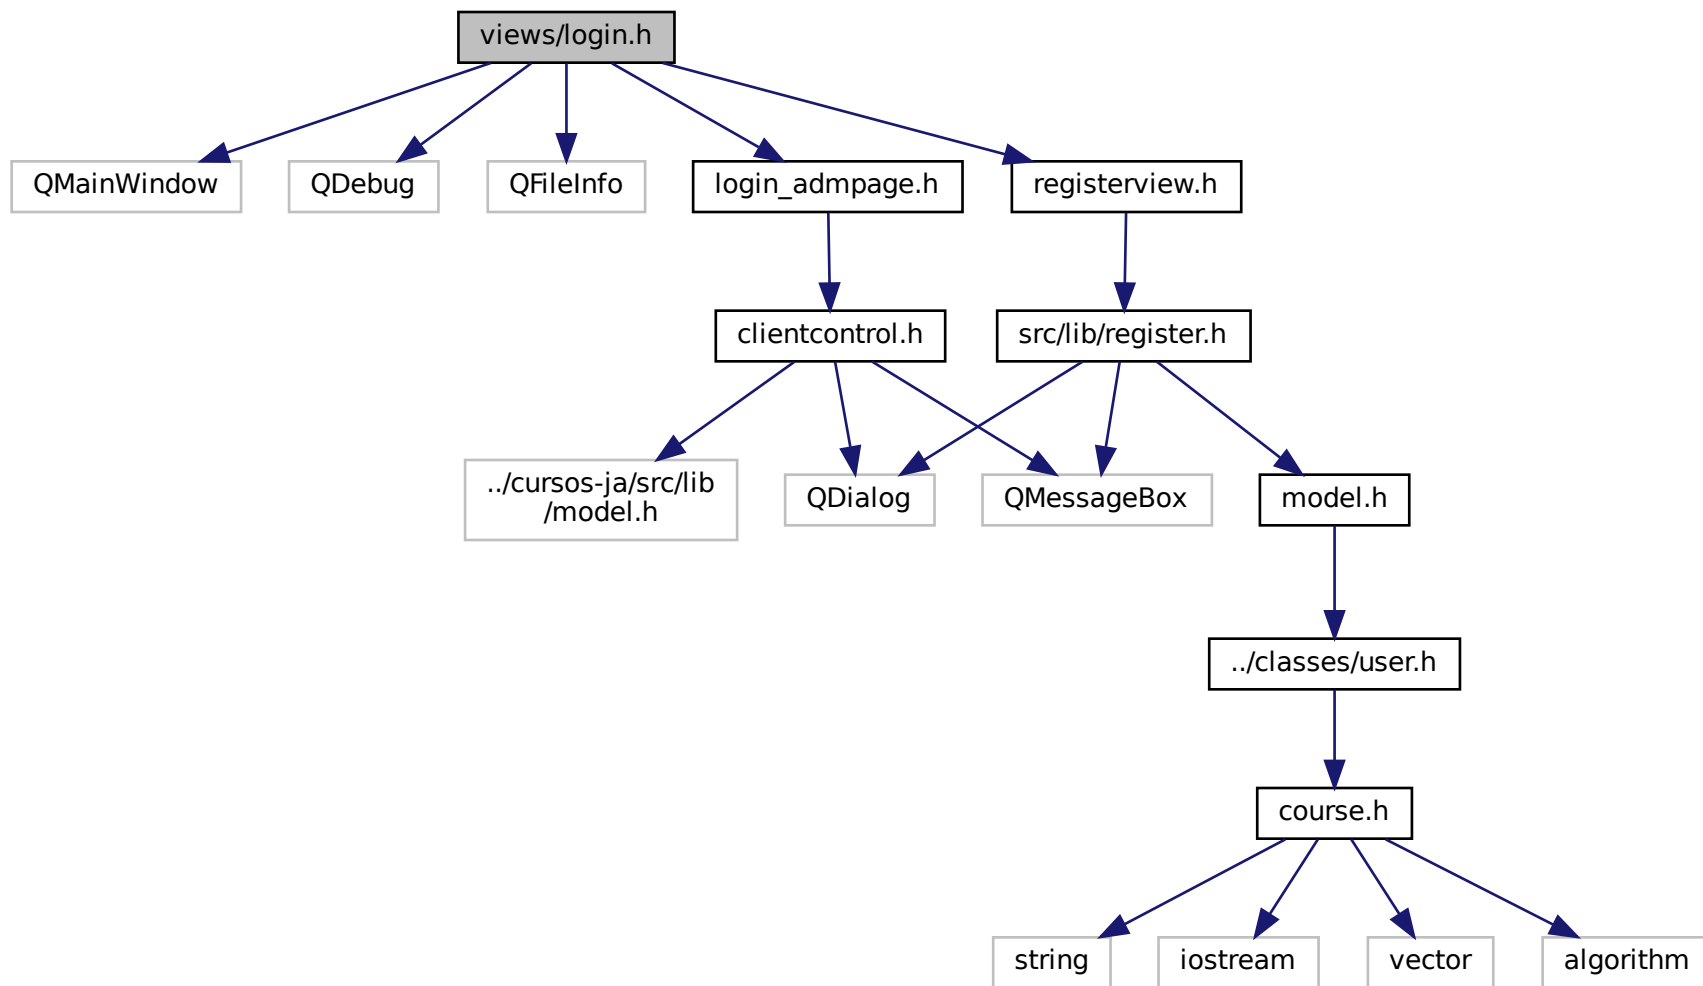 views/login.h
QMainWindow
QDebug
QFileInfo
login_admpage.h
registerview.h
clientcontrol.h
src/lib/register.h
../cursos-ja/src/lib
/model.h
QDialog
QMessageBox
model.h
../classes/user.h
course.h
string
iostream
vector
algorithm